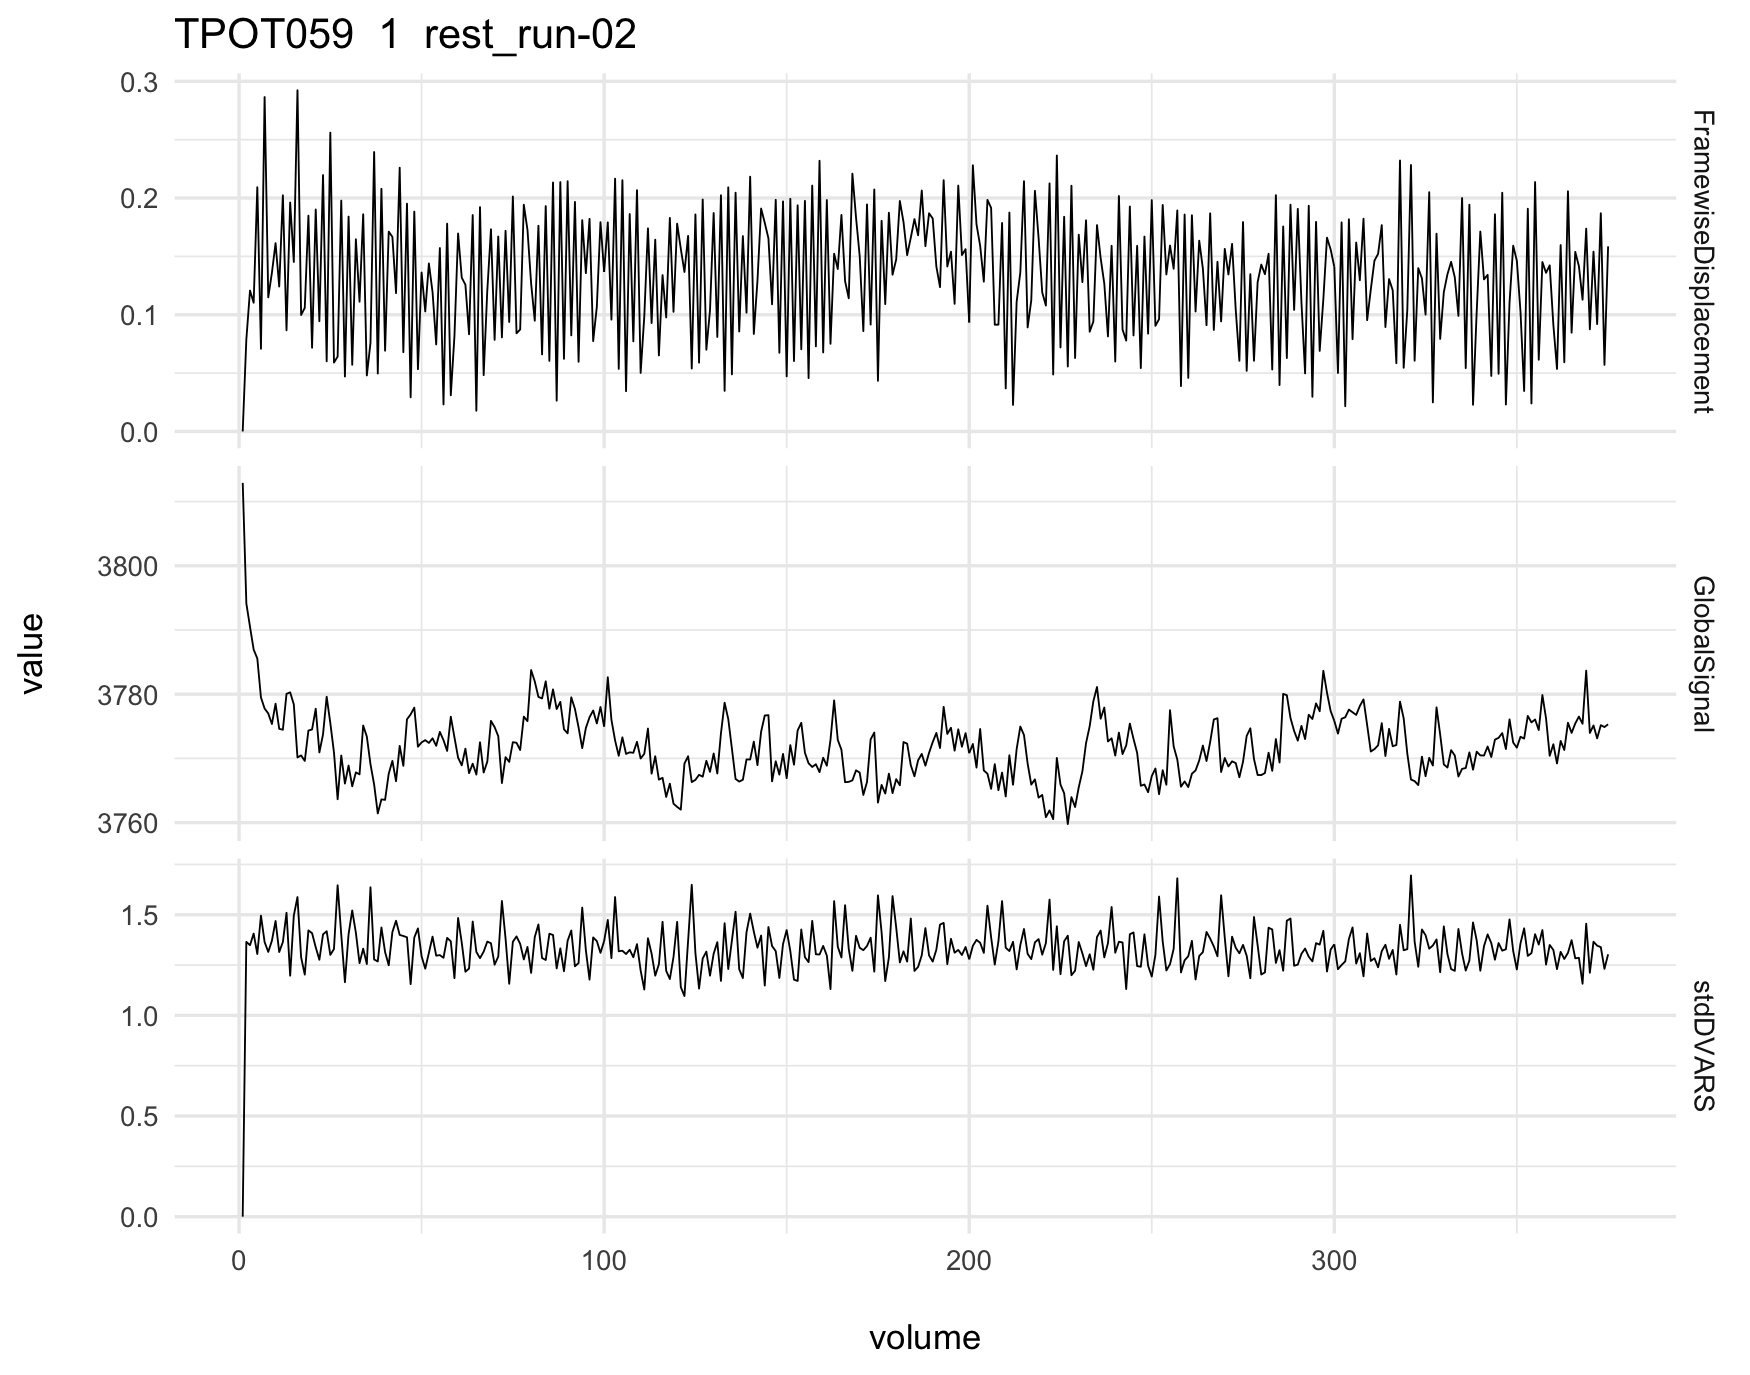 TPOT059 1 rest_run-02
0.3
0.2
0.1
0.0
FramewiseDisplacement
3800
3780
3760
GlobalSignal
value
1.5
1.0
0.5
0.0
stdDVARS
0 100 200 300
volume